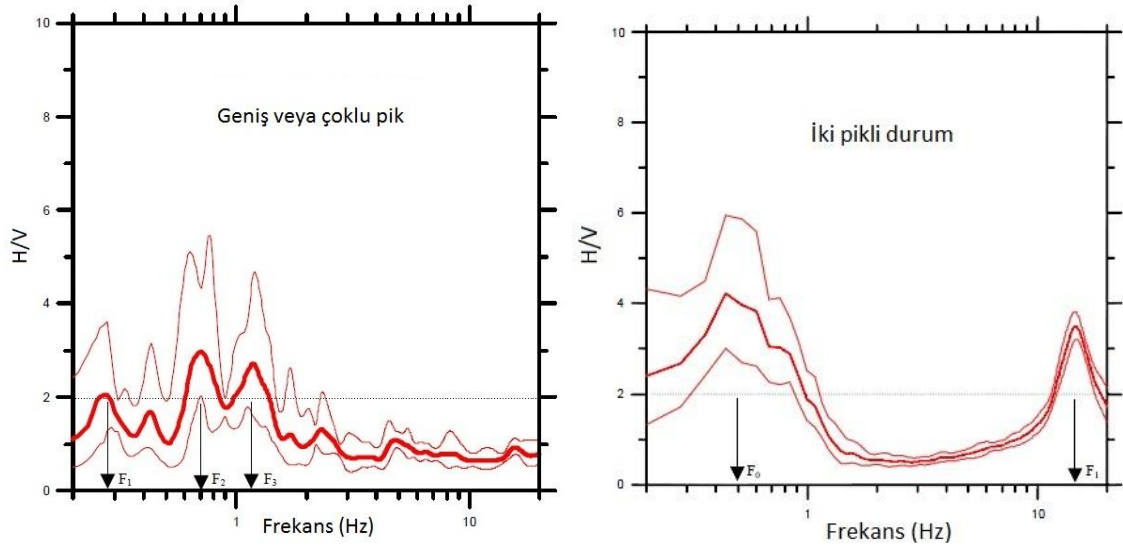 10
8
6
4
2
0
H/V
Geniş veya çoklu pik
F₁
F₂
F₃
1
10
Frekans (Hz)
10
8
6
4
2
0
H/V
İki pikli durum
F₀
F₁
1
10
Frekans (Hz)